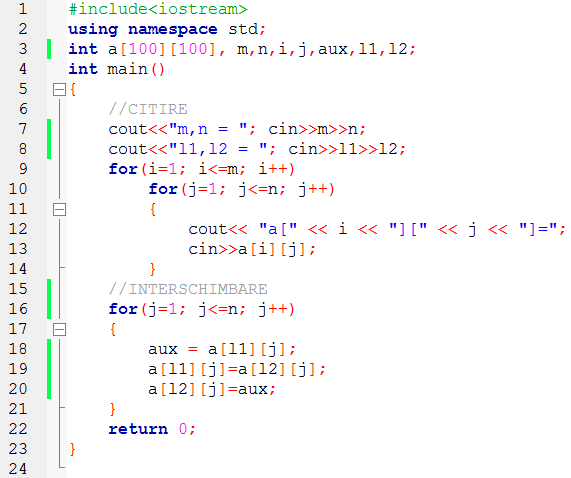 1 #include<iostream>
2 using namespace std;
3 int a[100][100], m,n,i,j,aux,l1,l2;
4 int main()
5 {
6 //CITIRE
7 cout<<"m,n = "; cin>>m>>n;
8 cout<<"l1,l2 = "; cin>>l1>>l2;
9 for(i=1; i<=m; i++)
10 for(j=1; j<=n; j++)
11 {
12 cout<< "a[" << i << "][" << j << "]=";
13 cin>>a[i][j];
14 }
15 //INTERSCHIMBARE
16 for(j=1; j<=n; j++)
17 {
18 aux = a[l1][j];
19 a[l1][j]=a[l2][j];
20 a[l2][j]=aux;
21 }
22 return 0;
23 }
24